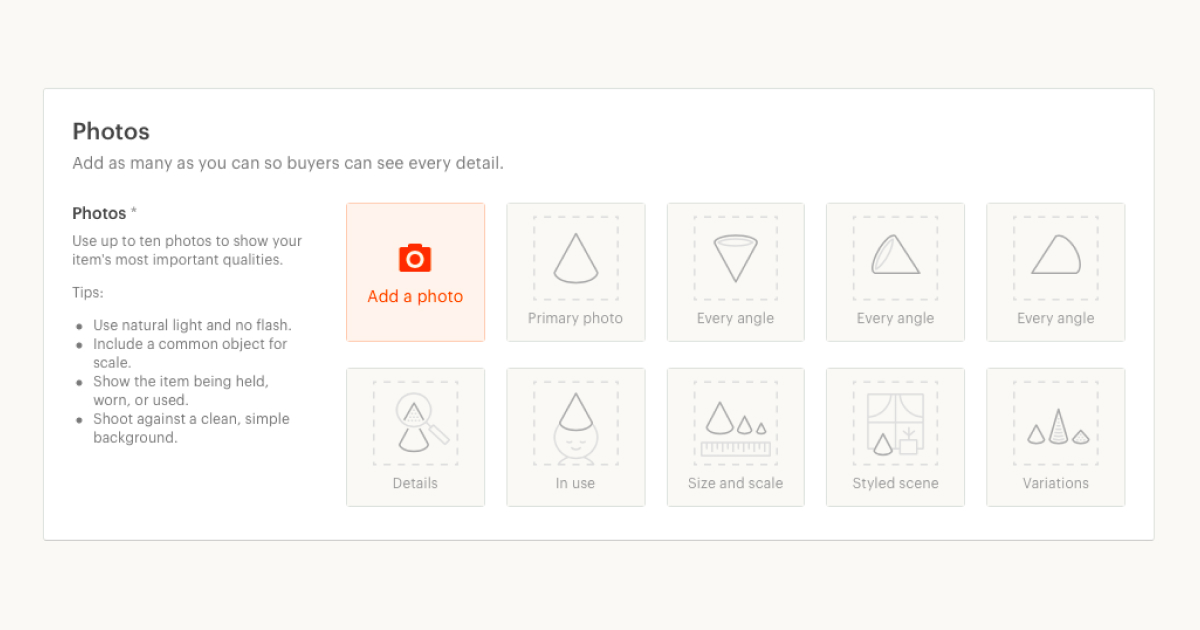 Photos
Add as many as you can so buyers can see every detail.
Photos *
Use up to ten photos to show your
item's most important qualities.
Tips:
Use natural light and no flash.
Include a common object for
scale.
Show the item being held,
worn, or used.
Shoot against a clean, simple
background.
Add a photo
Primary photo
Every angle
Every angle
Every angle
Details
In use
Size and scale
Styled scene
Variations